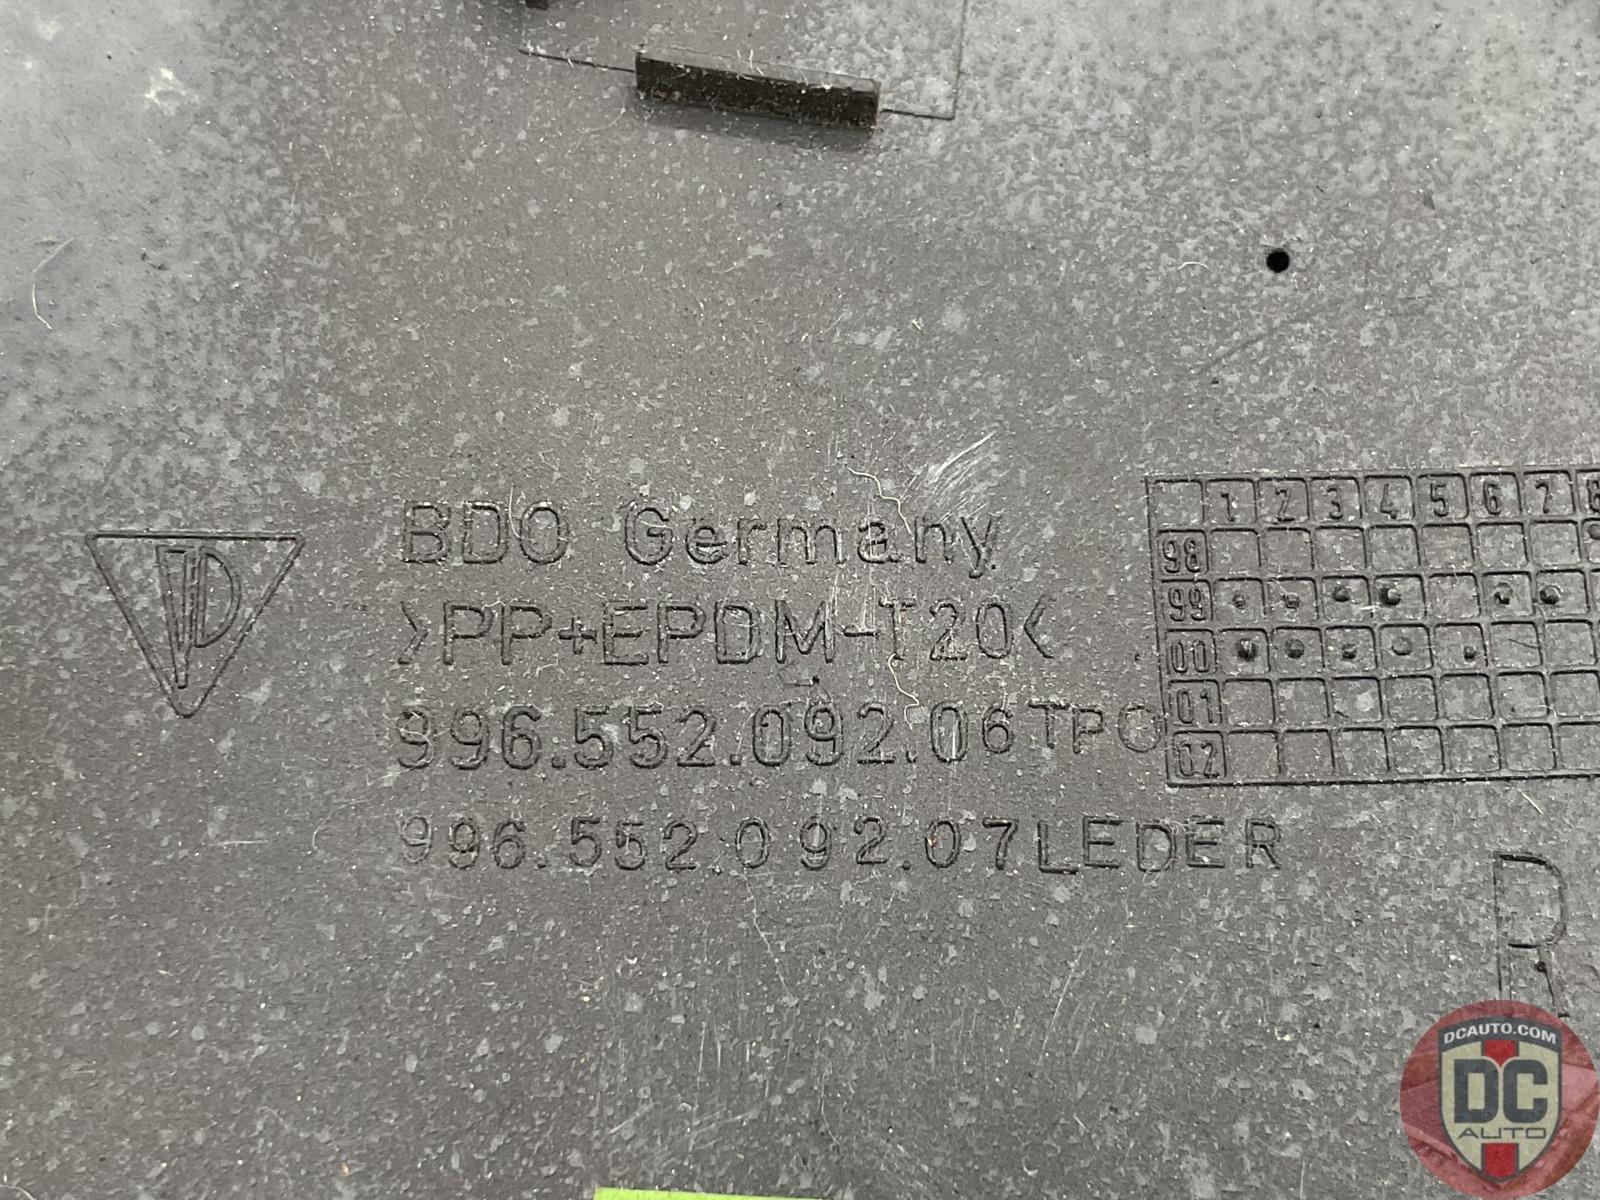 BDO Germany
>PP+EPDM-T20<
996.552.092.06TPO
996.552.092.07LEDER
1 2 3 4 5 6 7 8
98
99
00
01
02
R
DCAUTO.COM
DC
AUTO